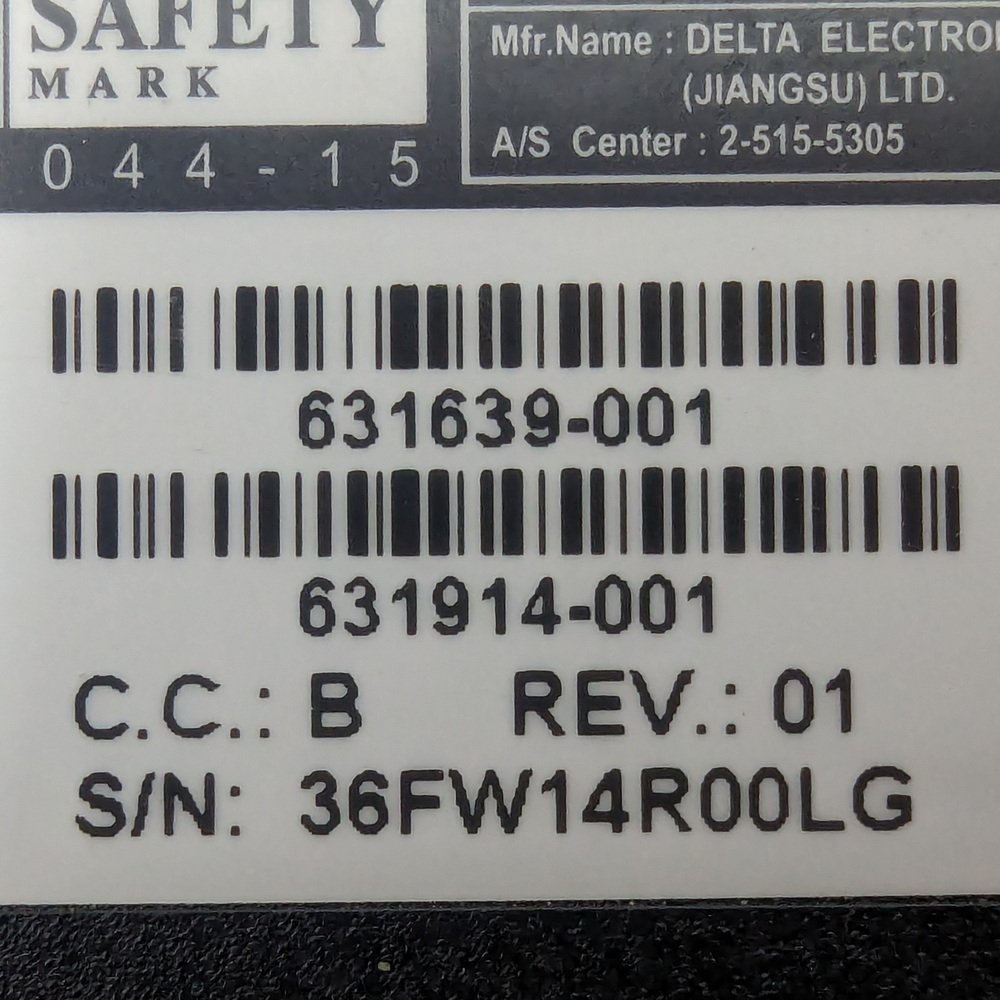 SAFETY
MARK
044-15
Mfr.Name : DELTA
(JIANGSU) LTD.
A/S Center : 2-515-5305
631639-001
631914-001
C.C.: B REV.: 01
S/N: 36FW14R00LG